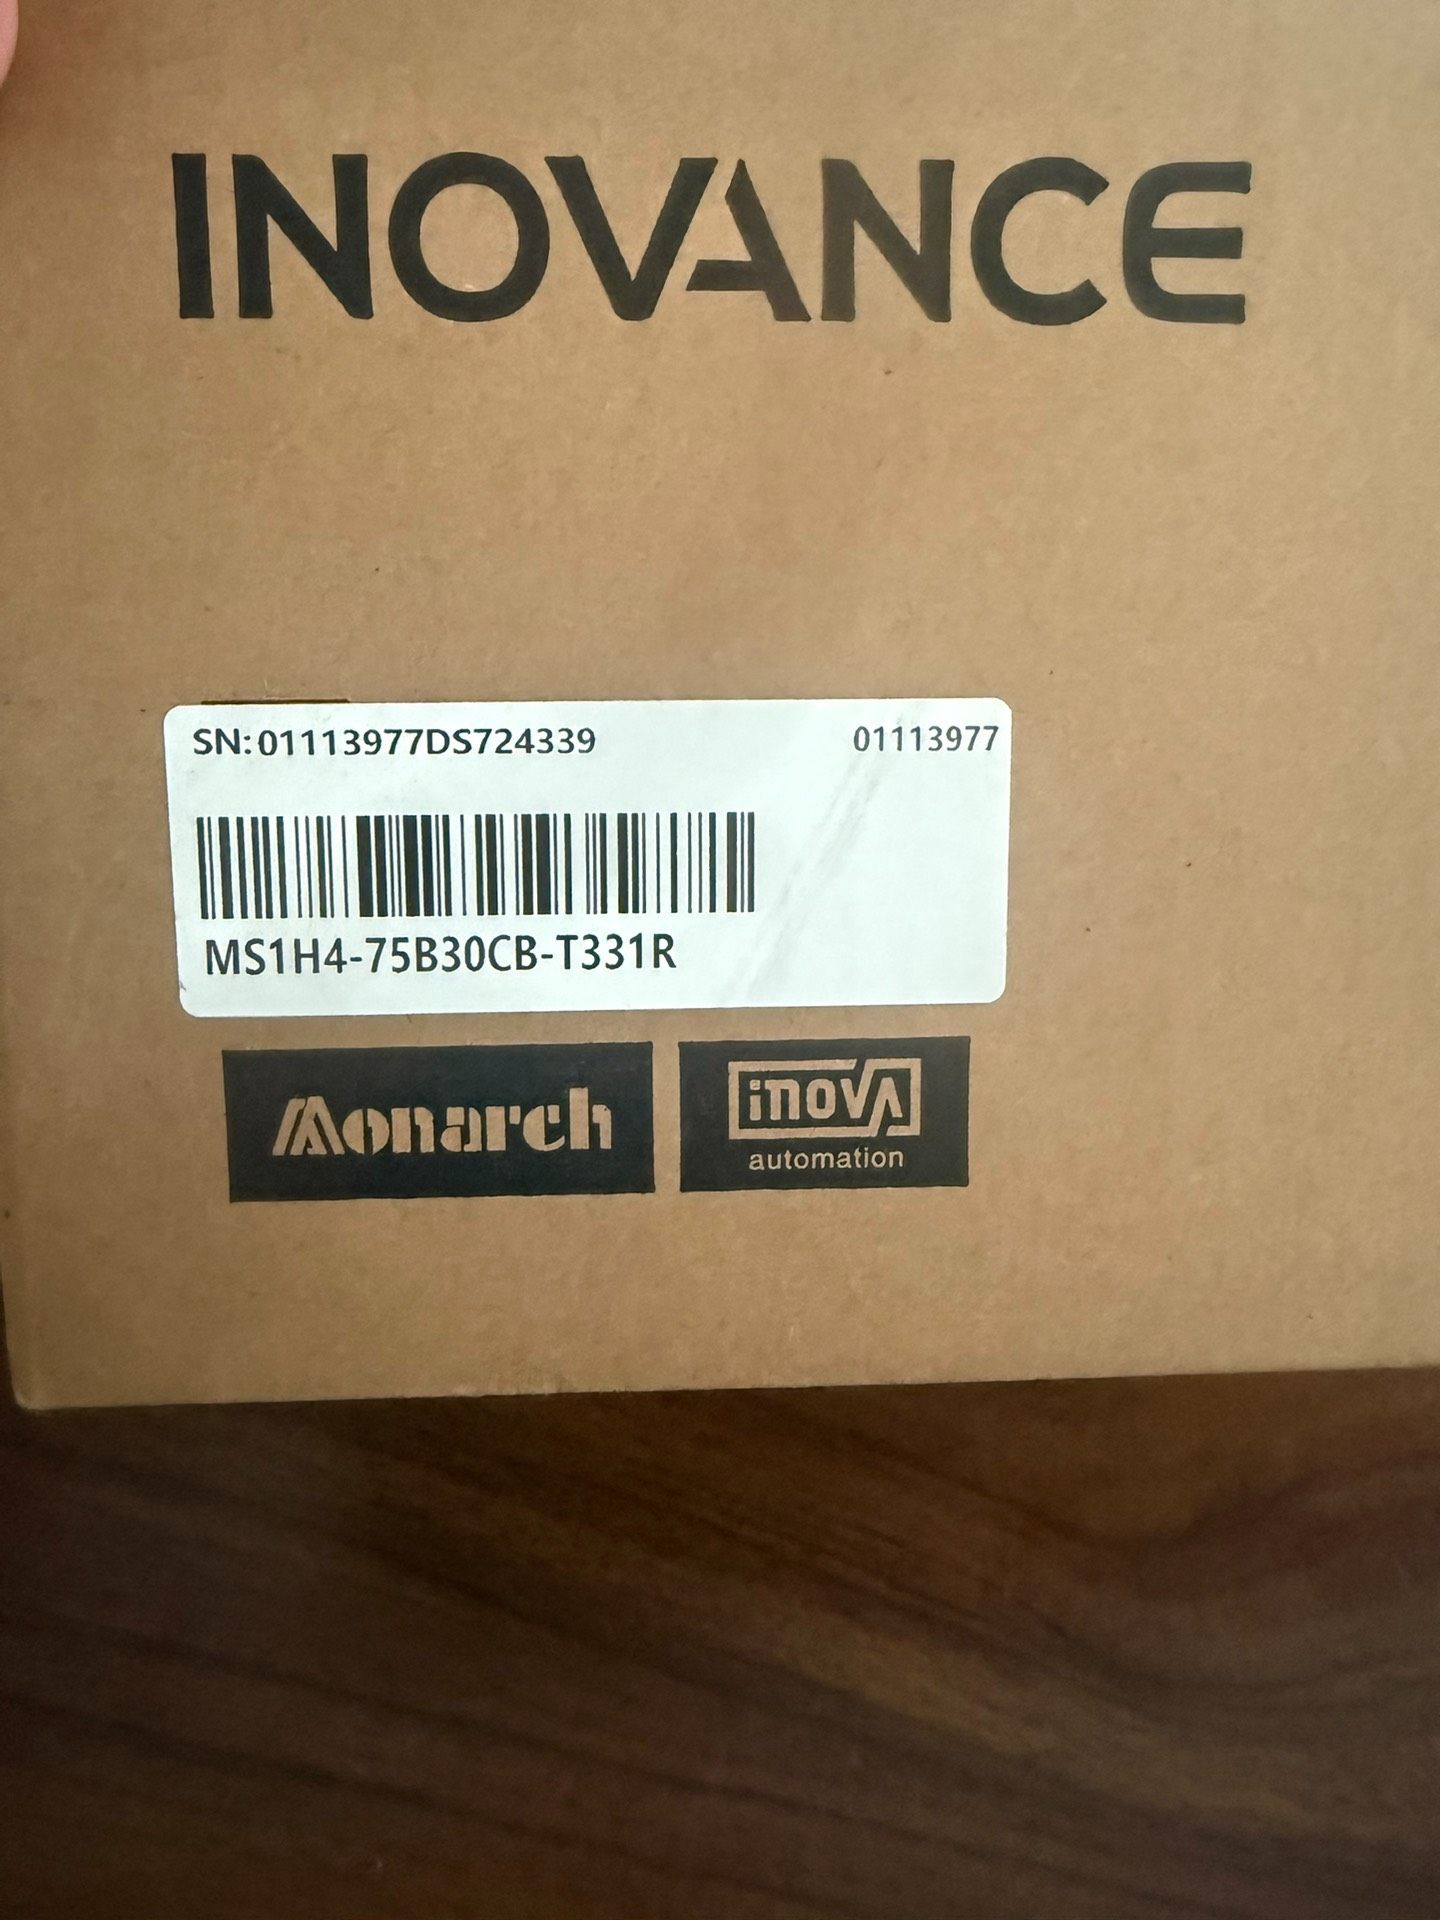 INOVANCE
SN:01113977DS724339 01113977
MS1H4-75B30CB-T331R
Monarch
inovA
automation